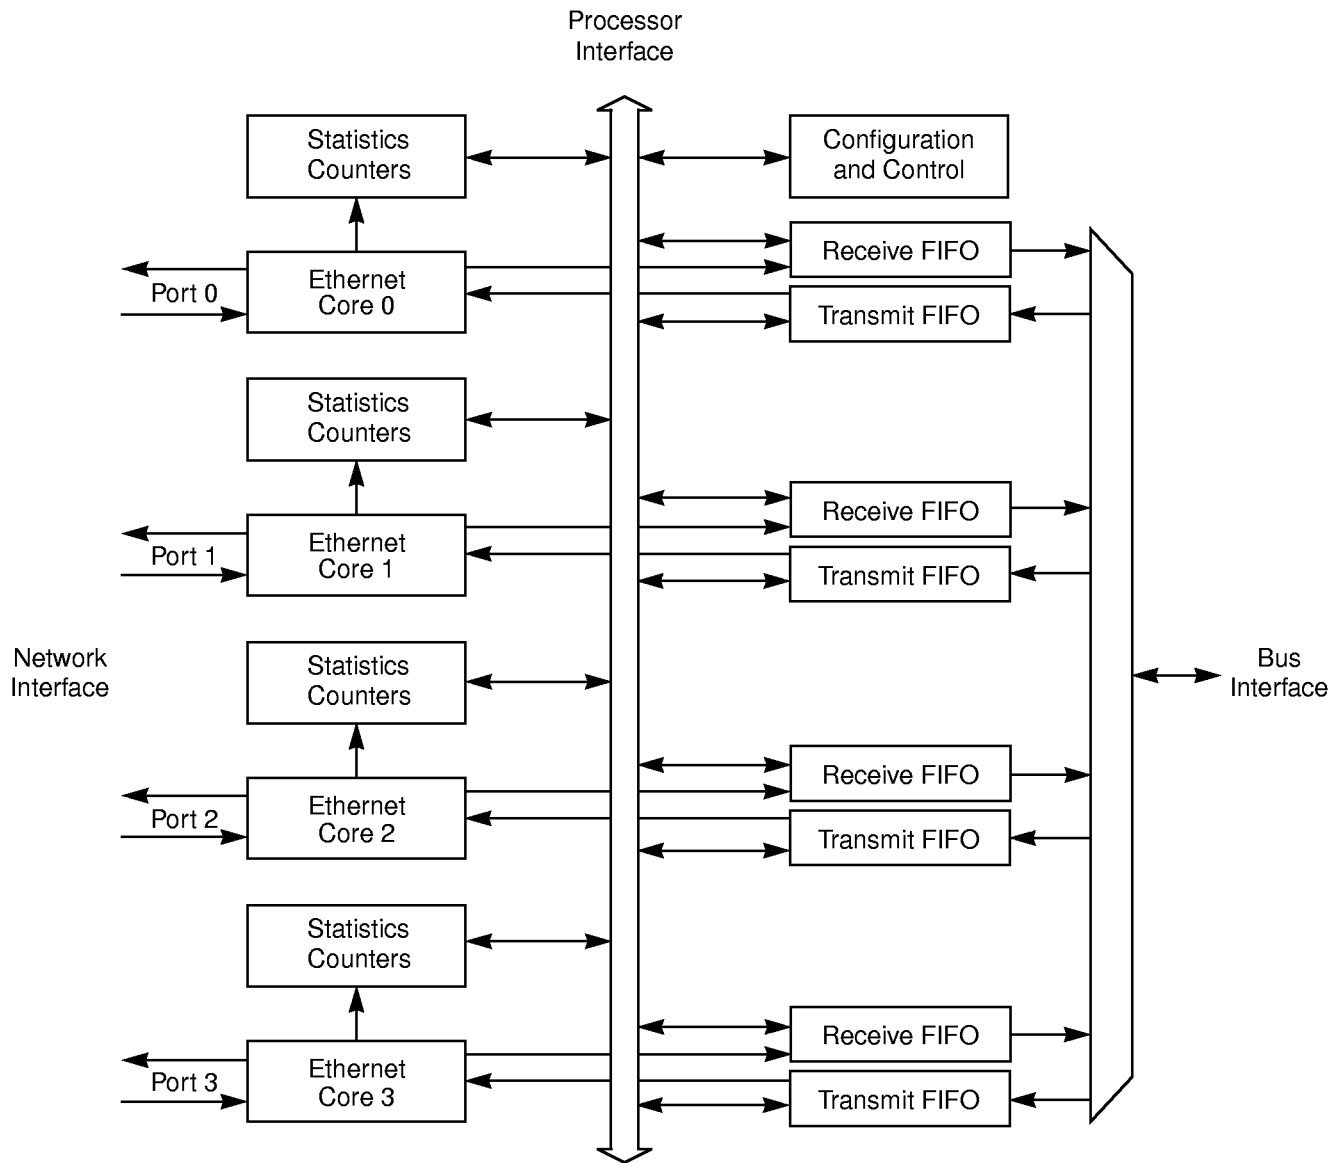 Processor
Interface
Statistics
Counters
Configuration
and Control
Receive FIFO
Ethernet
Core 0
Port 0
Transmit FIFO
Statistics
Counters
Receive FIFO
Ethernet
Core 1
Port 1
Transmit FIFO
Network
Interface
Statistics
Counters
Bus
Interface
Receive FIFO
Ethernet
Core 2
Port 2
Transmit FIFO
Statistics
Counters
Receive FIFO
Ethernet
Core 3
Port 3
Transmit FIFO